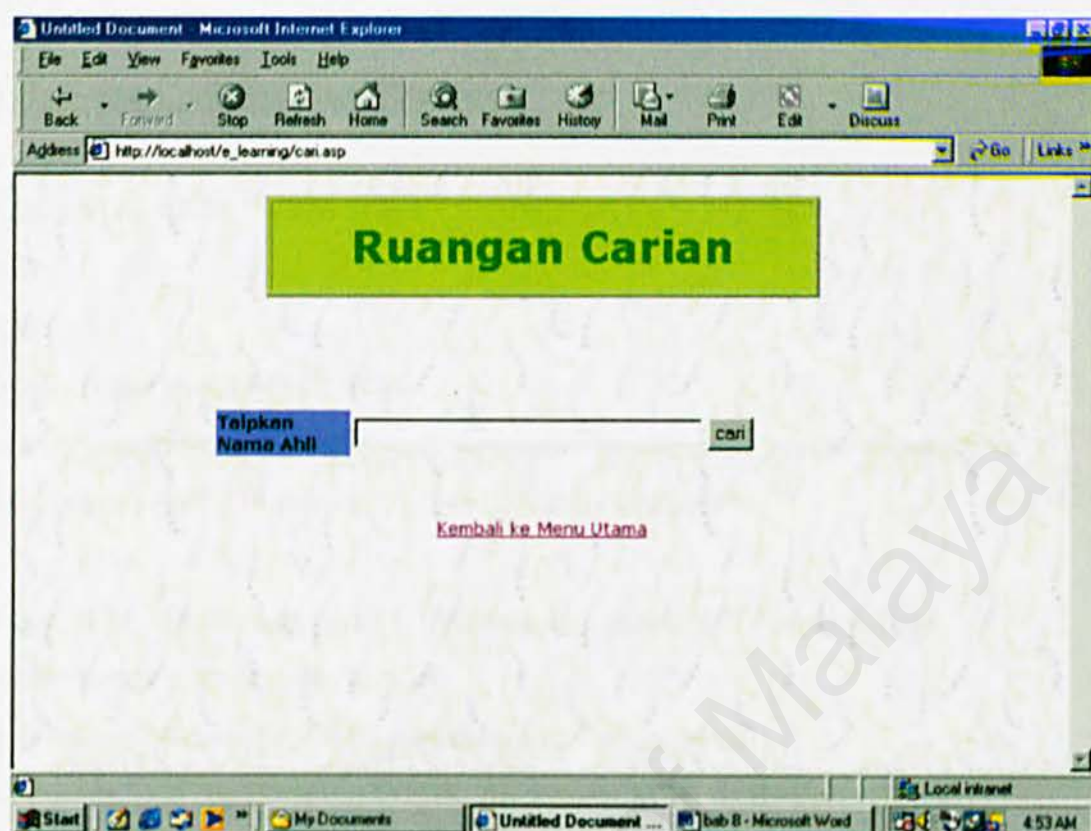 Untitled Document - Microsoft Internet Explorer
File Edit View Favorites Tools Help
Back Forward Stop Refresh Home Search Favorites History Mail Print Edit Discuss
Address http://localhost/e_learning/cari.asp Go Links »
Ruangan Carian
Taipkan
Nama Ahli
cari
Kembali ke Menu Utama
Malaya
Local intranet
Start » My Documents Untitled Document ... bab 8 - Microsoft Word 4:53 AM